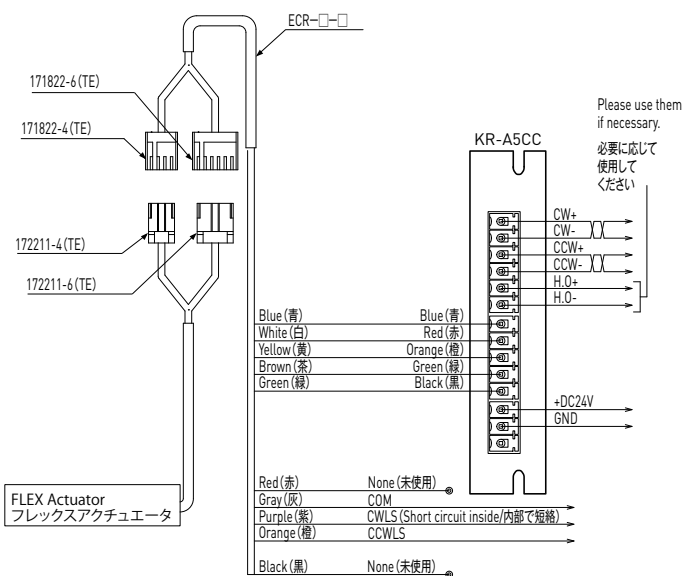 ECR-□-□
171822-6(TE)
171822-4(TE)
172211-4(TE)
172211-6(TE)
Please use them
if necessary.
必要に応じて
使用して
ください
KR-A5CC
CW+
CW-
CCW+
CCW-
H.O+
H.O-
Blue(青) Blue(青)
White(白) Red(赤)
Yellow(黄) Orange(橙)
Brown(茶) Green(緑)
Green(緑) Black(黒)
+DC24V
GND
FLEX Actuator
フレックスアクチュエータ
Red(赤) None(未使用)
Gray(灰) COM
Purple(紫) CWLS(Short circuit inside/内部で短絡)
Orange(橙) CCWLS
Black(黒) None(未使用)